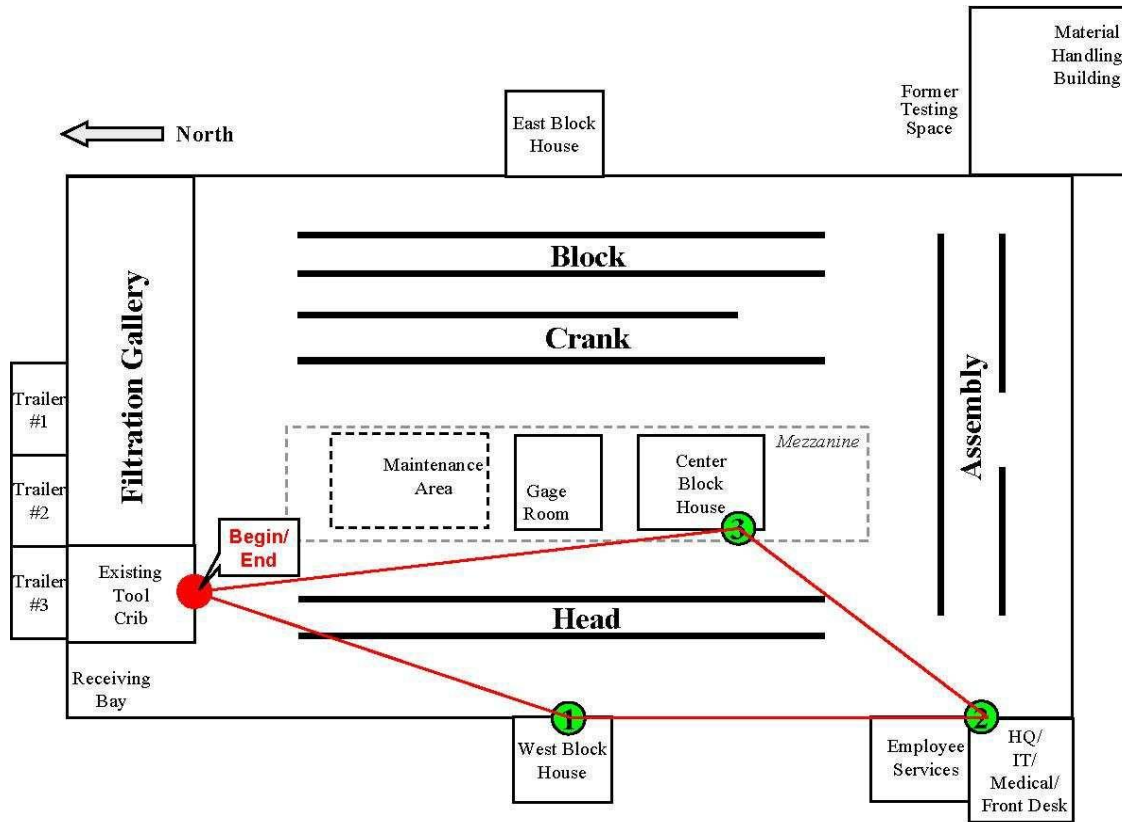 Material
Handling
Building
Former
Testing
Space
East Block
House
North
Filtration Gallery
Block
Crank
Assembly
Trailer
#1
Trailer
#2
Trailer
#3
Mezzanine
Maintenance
Area
Gage
Room
Center
Block
House
3
Begin/
End
Existing
Tool
Crib
Head
Receiving
Bay
1
West Block
House
2
Employee
Services
HQ/
IT/
Medical/
Front Desk